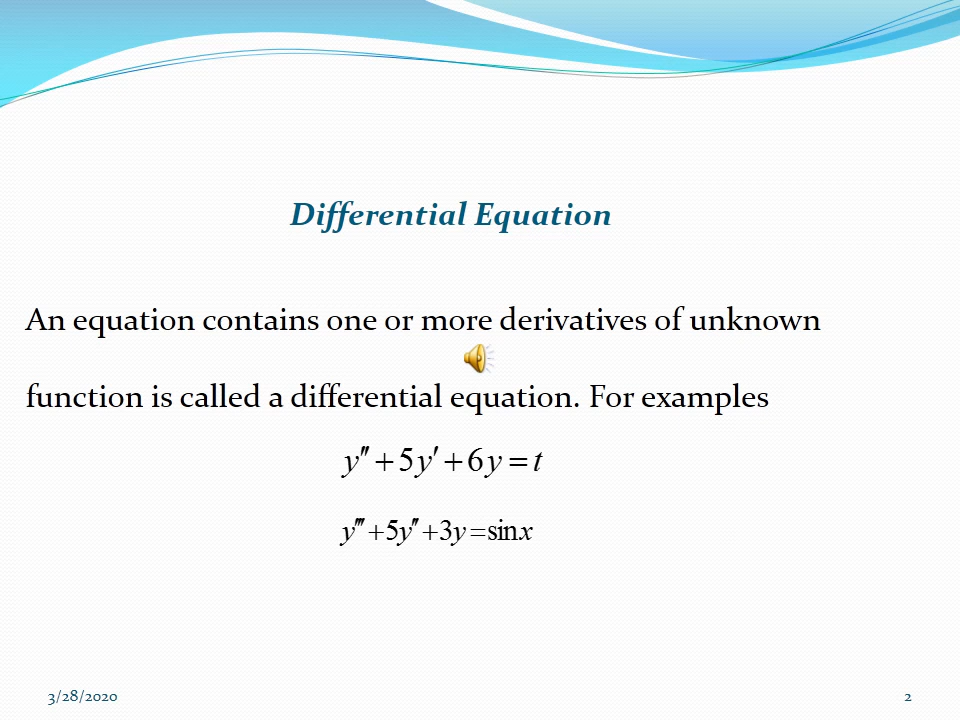 Differential Equation
An equation contains one or more derivatives of unknown
function is called a differential equation. For examples
y″ + 5y′ + 6y = t
y‴ + 5y″ + 3y = sin x
3/28/2020 2